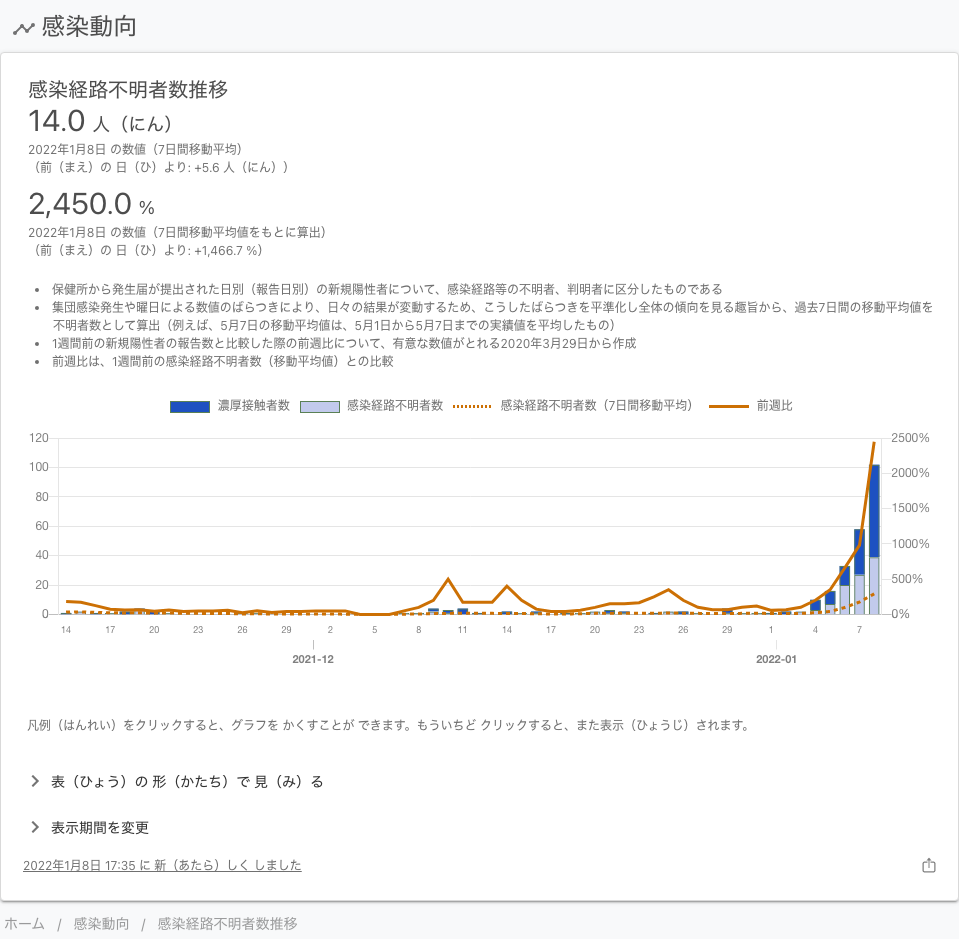 感染動向
感染経路不明者数推移
14.0 人（にん）
2022年1月8日 の数値（7日間移動平均）
（前（まえ）の 日（ひ）より: +5.6 人（にん））
2,450.0 %
2022年1月8日 の数値（7日間移動平均値をもとに算出）
（前（まえ）の 日（ひ）より: +1,466.7 %）
• 保健所から発生届が提出された日別（報告日別）の新規陽性者について、感染経路等の不明者、判明者に区分したものである
• 集団感染発生や曜日による数値のばらつきにより、日々の結果が変動するため、こうしたばらつきを平準化し全体の傾向を見る趣旨から、過去7日間の移動平均値を
不明者数として算出（例えば、5月7日の移動平均値は、5月1日から5月7日までの実績値を平均したもの）
• 1週間前の新規陽性者の報告数と比較した際の前週比について、有意な数値がとれる2020年3月29日から作成
• 前週比は、1週間前の感染経路不明者数（移動平均値）との比較
濃厚接触者数 感染経路不明者数 感染経路不明者数（7日間移動平均） 前週比
120 2500%
100 2000%
80 1500%
60 1000%
40 500%
20 0%
0
14 17 20 23 26 29 2 5 8 11 14 17 20 23 26 29 1 4 7
2021-12 2022-01
凡例（はんれい）をクリックすると、グラフを かくすことが できます。もういちど クリックすると、また表示（ひょうじ）されます。
表（ひょう）の 形（かたち）で 見（み）る
表示期間を変更
2022年1月8日 17:35 に 新（あたら）しく しました
ホーム / 感染動向 / 感染経路不明者数推移